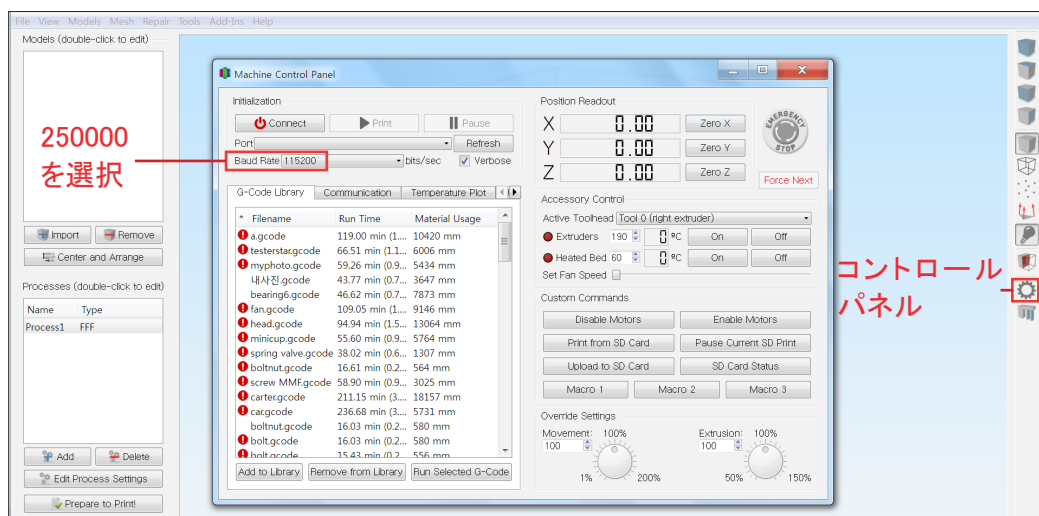 File View Models Mesh Repair Tools Add-Ins Help
Models (double-click to edit)
250000
を選択
Import Remove
Center and Arrange
Processes (double-click to edit)
Name Type
Process1 FFF
Add Delete
Edit Process Settings
Prepare to Print!
Machine Control Panel
Initialization
Connect Print Pause
Port Refresh
Baud Rate 115200 bits/sec Verbose
G-Code Library Communication Temperature Plot
* Filename Run Time Material Usage
a.gcode 119.00 min (1... 10420 mm
testerstar.gcode 66.51 min (1.1... 6006 mm
myphoto.gcode 59.26 min (0.9... 5434 mm
내사진.gcode 43.77 min (0.7... 3647 mm
bearing6.gcode 46.62 min (0.7... 7873 mm
fan.gcode 109.05 min (1... 9146 mm
head.gcode 94.94 min (1.5... 13064 mm
minicup.gcode 55.60 min (0.9... 5764 mm
spring valve.gcode 38.02 min (0.6... 1307 mm
boltnut.gcode 16.61 min (0.2... 564 mm
screw MMF.gcode 58.90 min (0.9... 3025 mm
carter.gcode 211.15 min (3.... 18157 mm
car.gcode 236.68 min (3.... 5731 mm
boltnut.gcode 16.03 min (0.2... 580 mm
bolt.gcode 16.03 min (0.2... 580 mm
bolt.gcode 15.43 min (0.2... 556 mm
Add to Library Remove from Library Run Selected G-Code
Position Readout
X 0.00 Zero X
Y 0.00 Zero Y
Z 0.00 Zero Z
EMERGENCY
STOP
Force Next
Accessory Control
Active Toolhead Tool 0 (right extruder)
Extruders 190 0 ºC On Off
Heated Bed 60 0 ºC On Off
Set Fan Speed
Custom Commands
Disable Motors Enable Motors
Print from SD Card Pause Current SD Print
Upload to SD Card SD Card Status
Macro 1 Macro 2 Macro 3
Override Settings
Movement: 100% Extrusion: 100%
100 100
1% 200% 50% 150%
コントロール
パネル